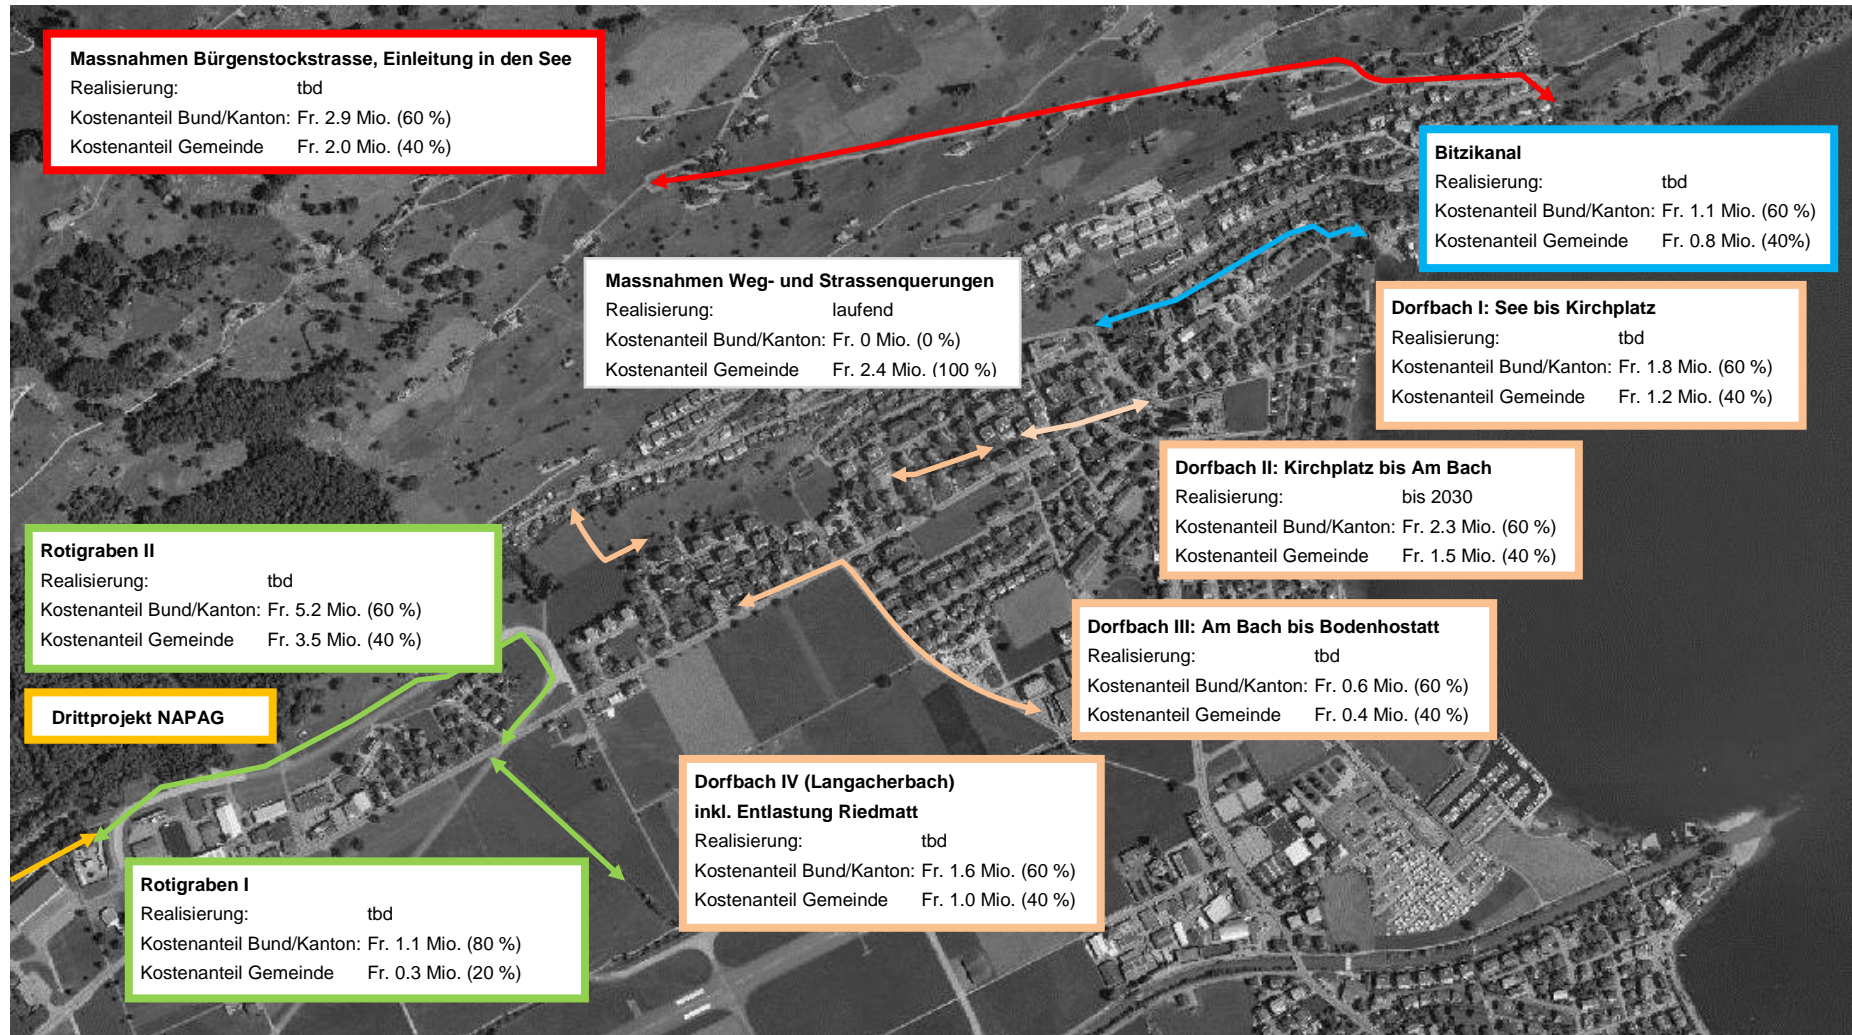 Massnahmen Bürgenstockstrasse, Einleitung in den See
Realisierung: tbd
Kostenanteil Bund/Kanton: Fr. 2.9 Mio. (60 %)
Kostenanteil Gemeinde Fr. 2.0 Mio. (40 %)
Bitzikanal
Realisierung: tbd
Kostenanteil Bund/Kanton: Fr. 1.1 Mio. (60 %)
Kostenanteil Gemeinde Fr. 0.8 Mio. (40%)
Massnahmen Weg- und Strassenquerungen
Realisierung: laufend
Kostenanteil Bund/Kanton: Fr. 0 Mio. (0 %)
Kostenanteil Gemeinde Fr. 2.4 Mio. (100 %)
Dorfbach I: See bis Kirchplatz
Realisierung: tbd
Kostenanteil Bund/Kanton: Fr. 1.8 Mio. (60 %)
Kostenanteil Gemeinde Fr. 1.2 Mio. (40 %)
Dorfbach II: Kirchplatz bis Am Bach
Realisierung: bis 2030
Kostenanteil Bund/Kanton: Fr. 2.3 Mio. (60 %)
Kostenanteil Gemeinde Fr. 1.5 Mio. (40 %)
Rotigraben II
Realisierung: tbd
Kostenanteil Bund/Kanton: Fr. 5.2 Mio. (60 %)
Kostenanteil Gemeinde Fr. 3.5 Mio. (40 %)
Dorfbach III: Am Bach bis Bodenhostatt
Realisierung: tbd
Kostenanteil Bund/Kanton: Fr. 0.6 Mio. (60 %)
Kostenanteil Gemeinde Fr. 0.4 Mio. (40 %)
Drittprojekt NAPAG
Dorfbach IV (Langacherbach)
inkl. Entlastung Riedmatt
Realisierung: tbd
Kostenanteil Bund/Kanton: Fr. 1.6 Mio. (60 %)
Kostenanteil Gemeinde Fr. 1.0 Mio. (40 %)
Rotigraben I
Realisierung: tbd
Kostenanteil Bund/Kanton: Fr. 1.1 Mio. (80 %)
Kostenanteil Gemeinde Fr. 0.3 Mio. (20 %)